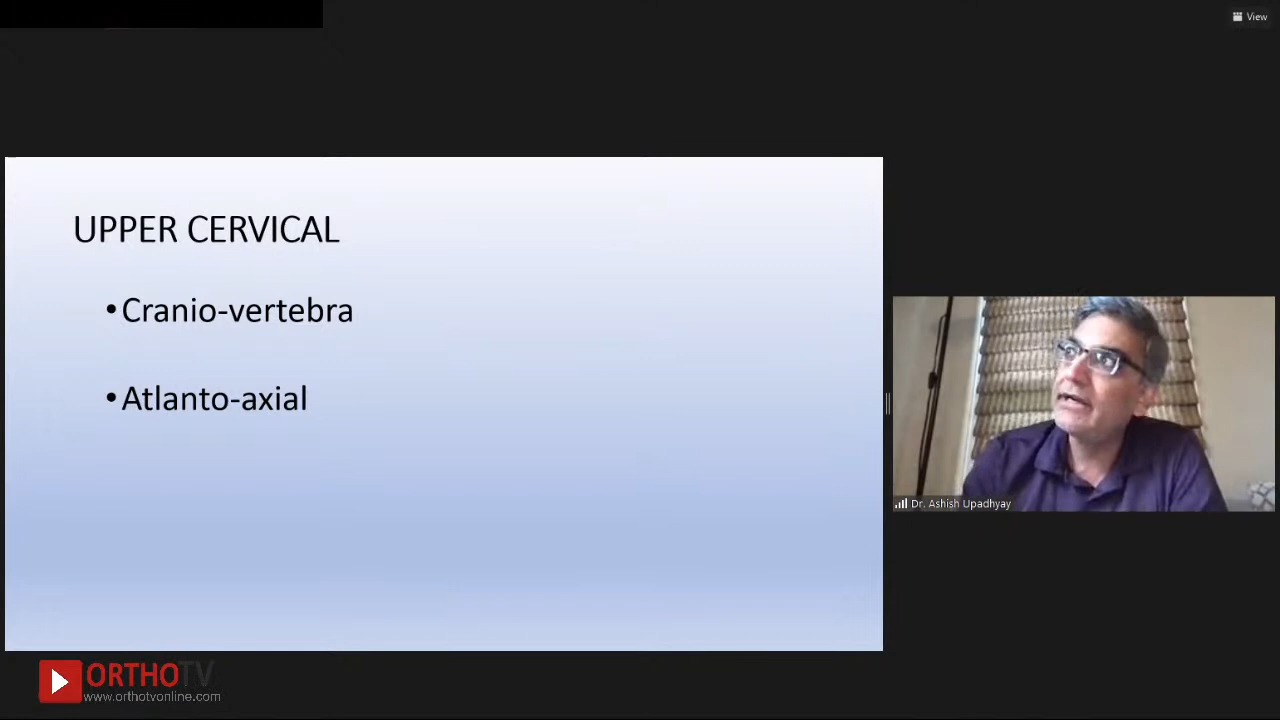 View
UPPER CERVICAL
•Cranio-vertebra
•Atlanto-axial
Dr. Ashish Upadhyay
ORTHOTV
www.orthotvonline.com